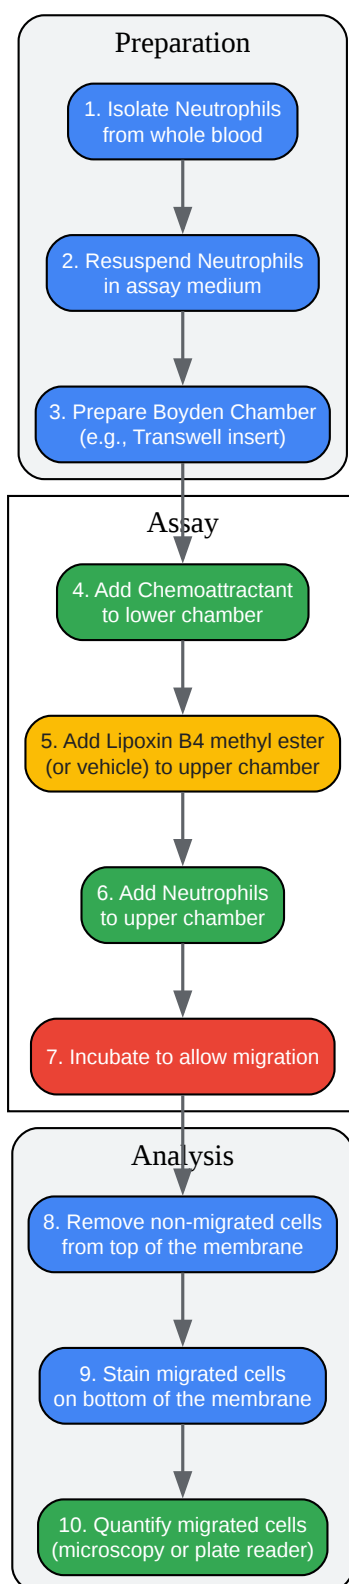 Preparation
1. Isolate Neutrophils
from whole blood
2. Resuspend Neutrophils
in assay medium
3. Prepare Boyden Chamber
(e.g., Transwell insert)
Assay
4. Add Chemoattractant
to lower chamber
5. Add Lipoxin B4 methyl ester
(or vehicle) to upper chamber
6. Add Neutrophils
to upper chamber
7. Incubate to allow migration
Analysis
8. Remove non-migrated cells
from top of the membrane
9. Stain migrated cells
on bottom of the membrane
10. Quantify migrated cells
(microscopy or plate reader)